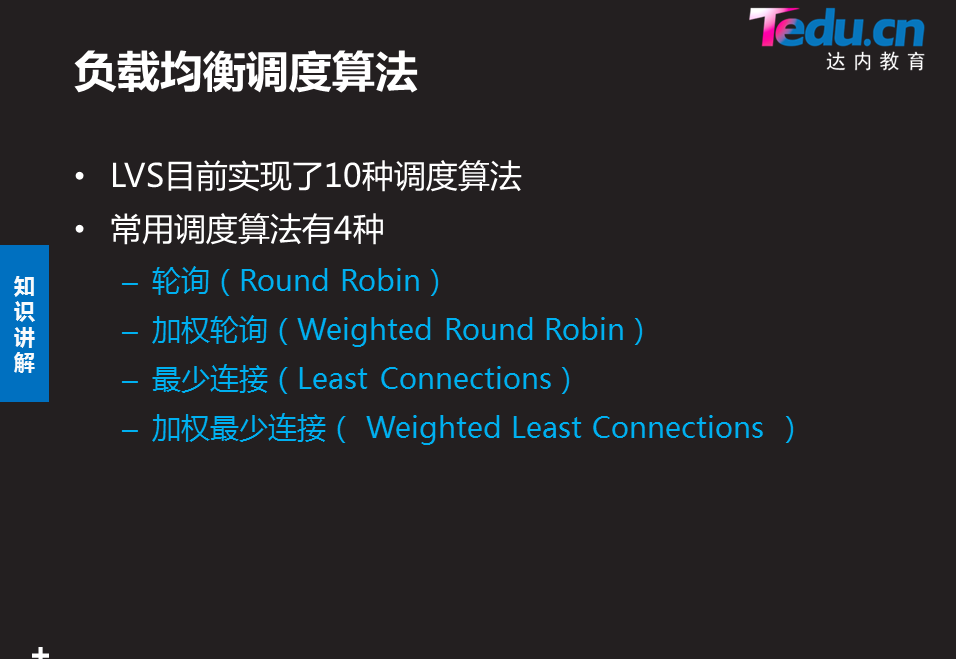 Tedu.cn
达内教育
负载均衡调度算法
• LVS目前实现了10种调度算法
• 常用调度算法有4种
– 轮询（Round Robin）
– 加权轮询（Weighted Round Robin）
– 最少连接（Least Connections）
– 加权最少连接（ Weighted Least Connections ）
知识讲解
+